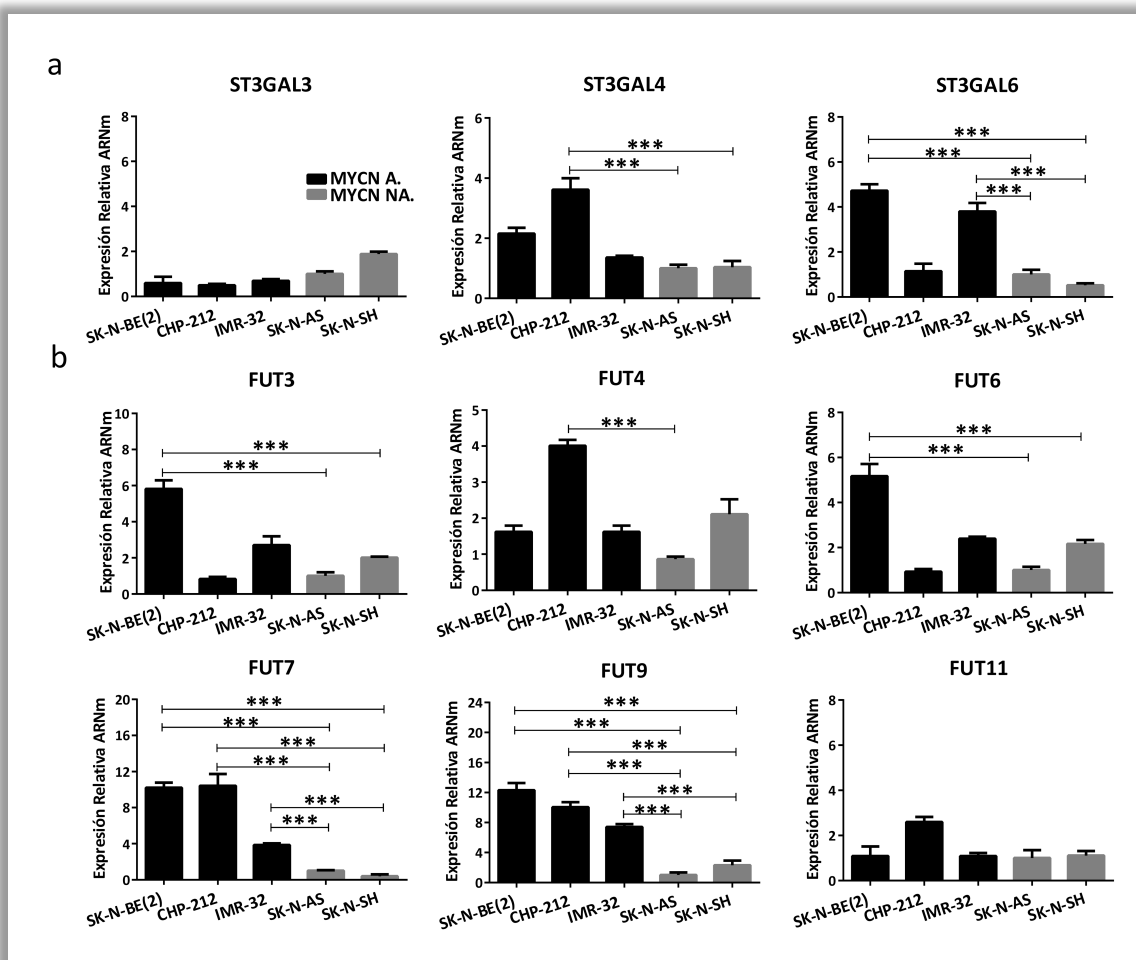 a
ST3GAL3
Expresión Relativa ARNm
8
6
4
2
0
MYCN A.
MYCN NA.
SK-N-BE(2) CHP-212 IMR-32 SK-N-AS SK-N-SH
ST3GAL4
Expresión Relativa ARNm
6
4
2
0
***
***
SK-N-BE(2) CHP-212 IMR-32 SK-N-AS SK-N-SH
ST3GAL6
Expresión Relativa ARNm
8
6
4
2
0
***
***
***
***
SK-N-BE(2) CHP-212 IMR-32 SK-N-AS SK-N-SH
b
FUT3
Expresión Relativa ARNm
10
8
6
4
2
0
***
***
SK-N-BE(2) CHP-212 IMR-32 SK-N-AS SK-N-SH
FUT4
Expresión Relativa ARNm
5
4
3
2
1
0
***
SK-N-BE(2) CHP-212 IMR-32 SK-N-AS SK-N-SH
FUT6
Expresión Relativa ARNm
8
6
4
2
0
***
***
SK-N-BE(2) CHP-212 IMR-32 SK-N-AS SK-N-SH
FUT7
Expresión Relativa ARNm
20
16
12
8
4
0
***
***
***
***
***
***
SK-N-BE(2) CHP-212 IMR-32 SK-N-AS SK-N-SH
FUT9
Expresión Relativa ARNm
24
20
16
12
8
4
0
***
***
***
***
***
***
SK-N-BE(2) CHP-212 IMR-32 SK-N-AS SK-N-SH
FUT11
Expresión Relativa ARNm
8
6
4
2
0
SK-N-BE(2) CHP-212 IMR-32 SK-N-AS SK-N-SH